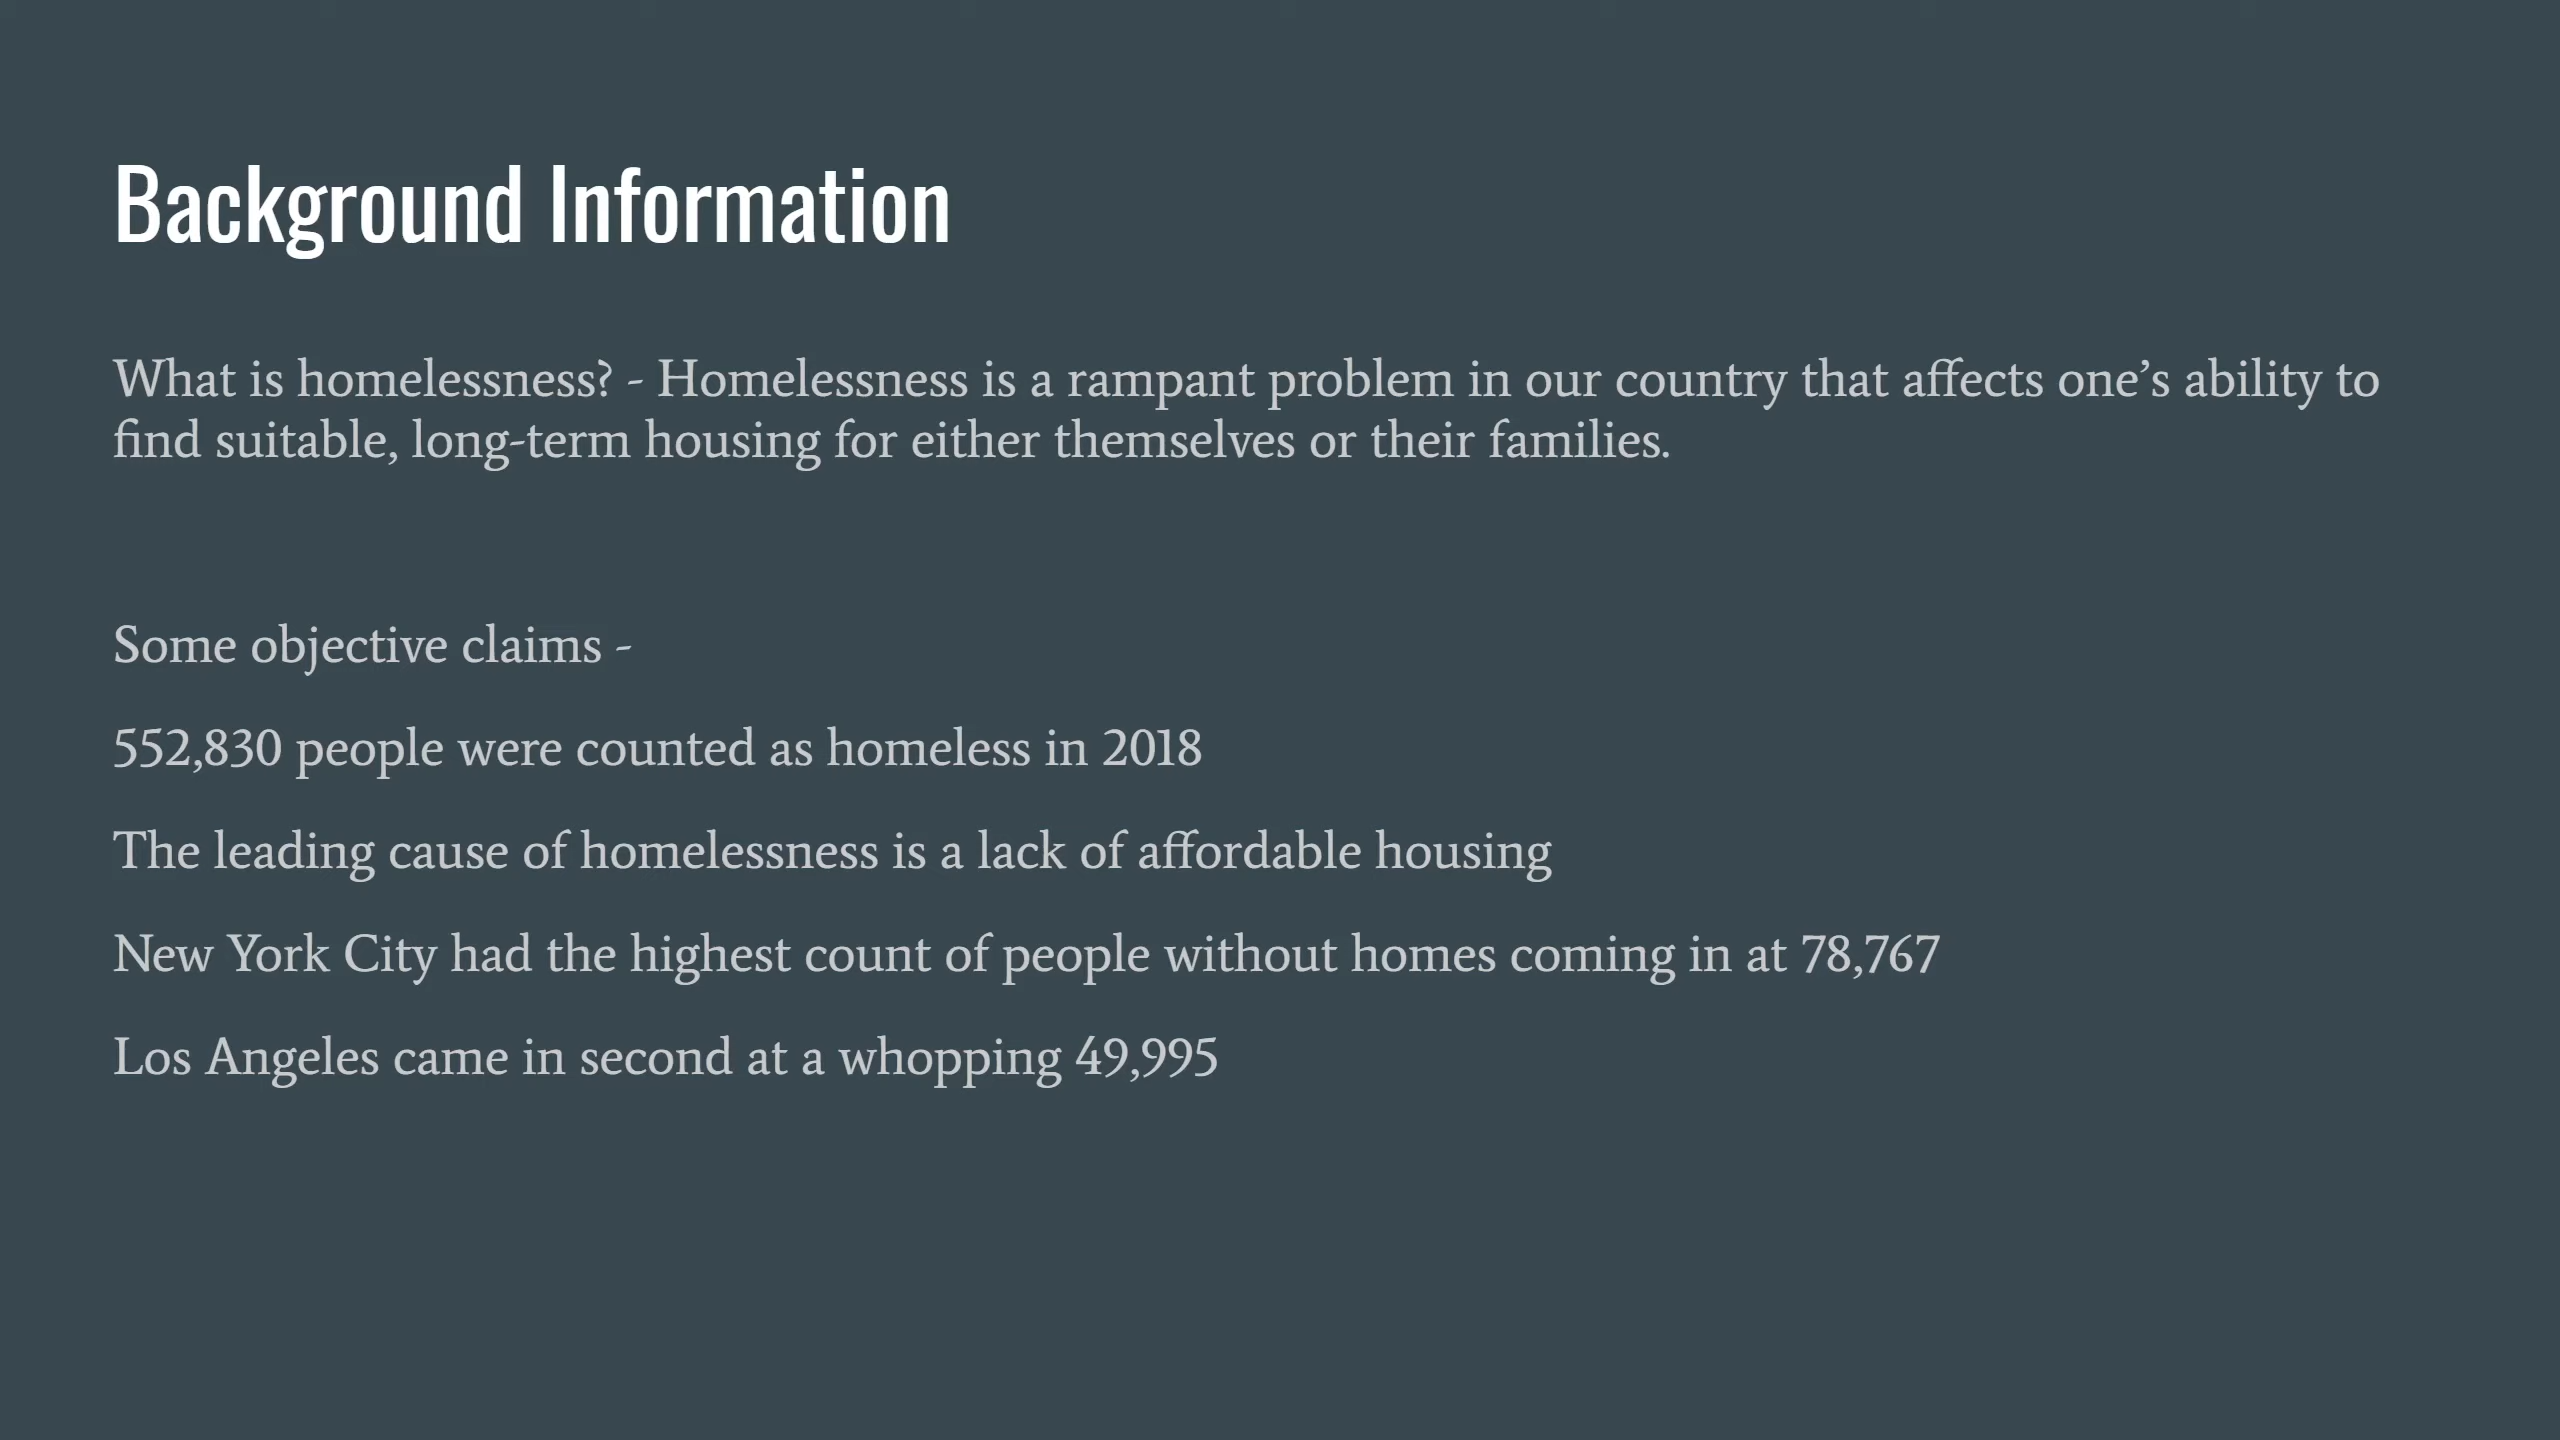 Background Information
What is homelessness? - Homelessness is a rampant problem in our country that affects one’s ability to
find suitable, long-term housing for either themselves or their families.
Some objective claims -
552,830 people were counted as homeless in 2018
The leading cause of homelessness is a lack of affordable housing
New York City had the highest count of people without homes coming in at 78,767
Los Angeles came in second at a whopping 49,995